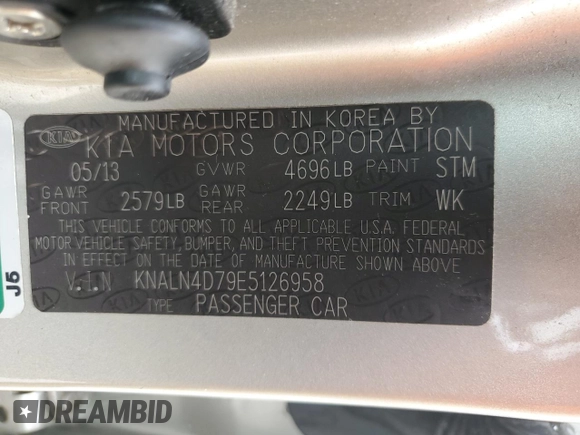 MANUFACTURED IN KOREA BY
KIA KIA MOTORS CORPORATION
05/13 GVWR 4696LB PAINT STM
GAWR FRONT 2579LB GAWR REAR 2249LB TRIM WK
THIS VEHICLE CONFORMS TO ALL APPLICABLE U.S.A. FEDERAL
MOTOR VEHICLE SAFETY, BUMPER, AND THEFT PREVENTION STANDARDS
IN EFFECT ON THE DATE OF MANUFACTURE SHOWN ABOVE
V.I.N KNALN4D79E5126958
TYPE PASSENGER CAR
J5
DREAMBID